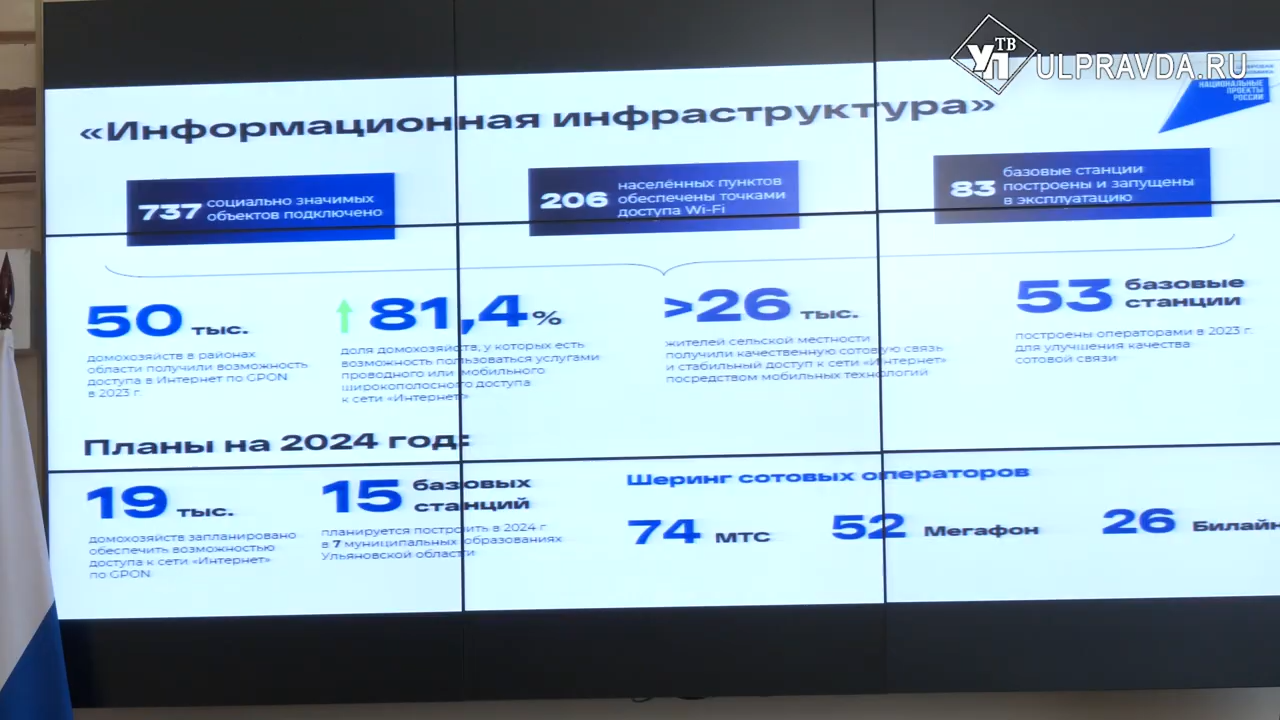 УП ТВ ULPRAVDA.RU
НАЦИОНАЛЬНЫЕ
ПРОЕКТЫ
РОССИИ
«Информационная инфраструктура»
737 социально значимых
объектов подключено
206 населённых пунктов
обеспечены точками
доступа Wi-Fi
83 базовые станции
построены и запущены
в эксплуатацию
50 тыс.
домохозяйств в районах
области получили возможность
доступа в Интернет по GPON
в 2023 г.
81,4%
доля домохозяйств, у которых есть
возможность пользоваться услугами
проводного или мобильного
широкополосного доступа
к сети «Интернет»
>26 тыс.
жителей сельской местности
получили качественную сотовую связь
и стабильный доступ к сети «Интернет»
посредством мобильных технологий
53 базовые
станции
построены операторами в 2023 г.
для улучшения качества
сотовой связи
Планы на 2024 год:
19 тыс.
домохозяйств запланировано
обеспечить возможностью
доступа к сети «Интернет»
по GPON
15 базовых
станций
планируется построить в 2024 г
в 7 муниципальных образованиях
Ульяновской области
Шеринг сотовых операторов
74 МТС
52 Мегафон
26 Билайн